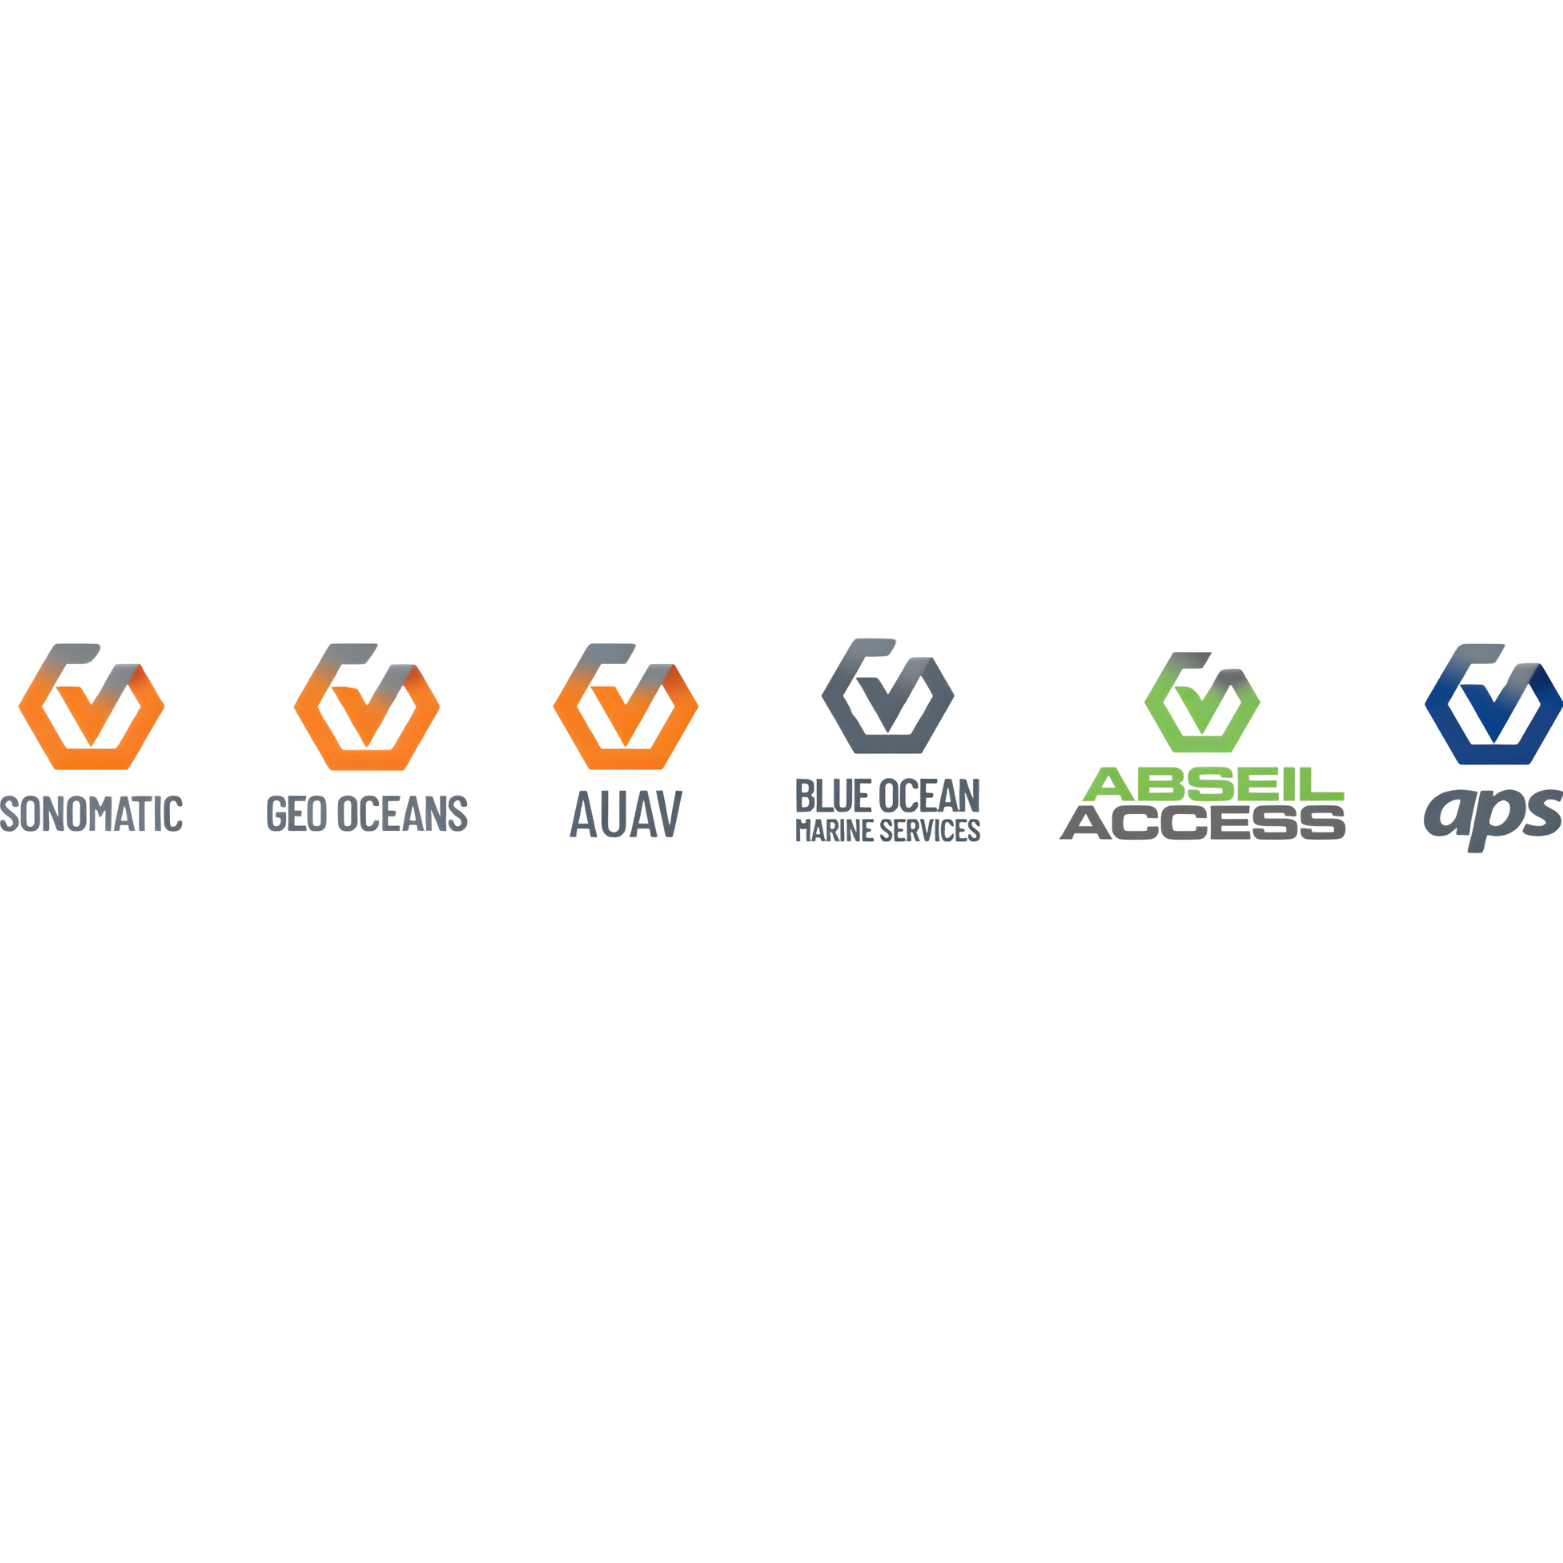 SONOMATIC
GEO OCEANS
AUAV
BLUE OCEAN
MARINE SERVICES
ABSEIL
ACCESS
aps